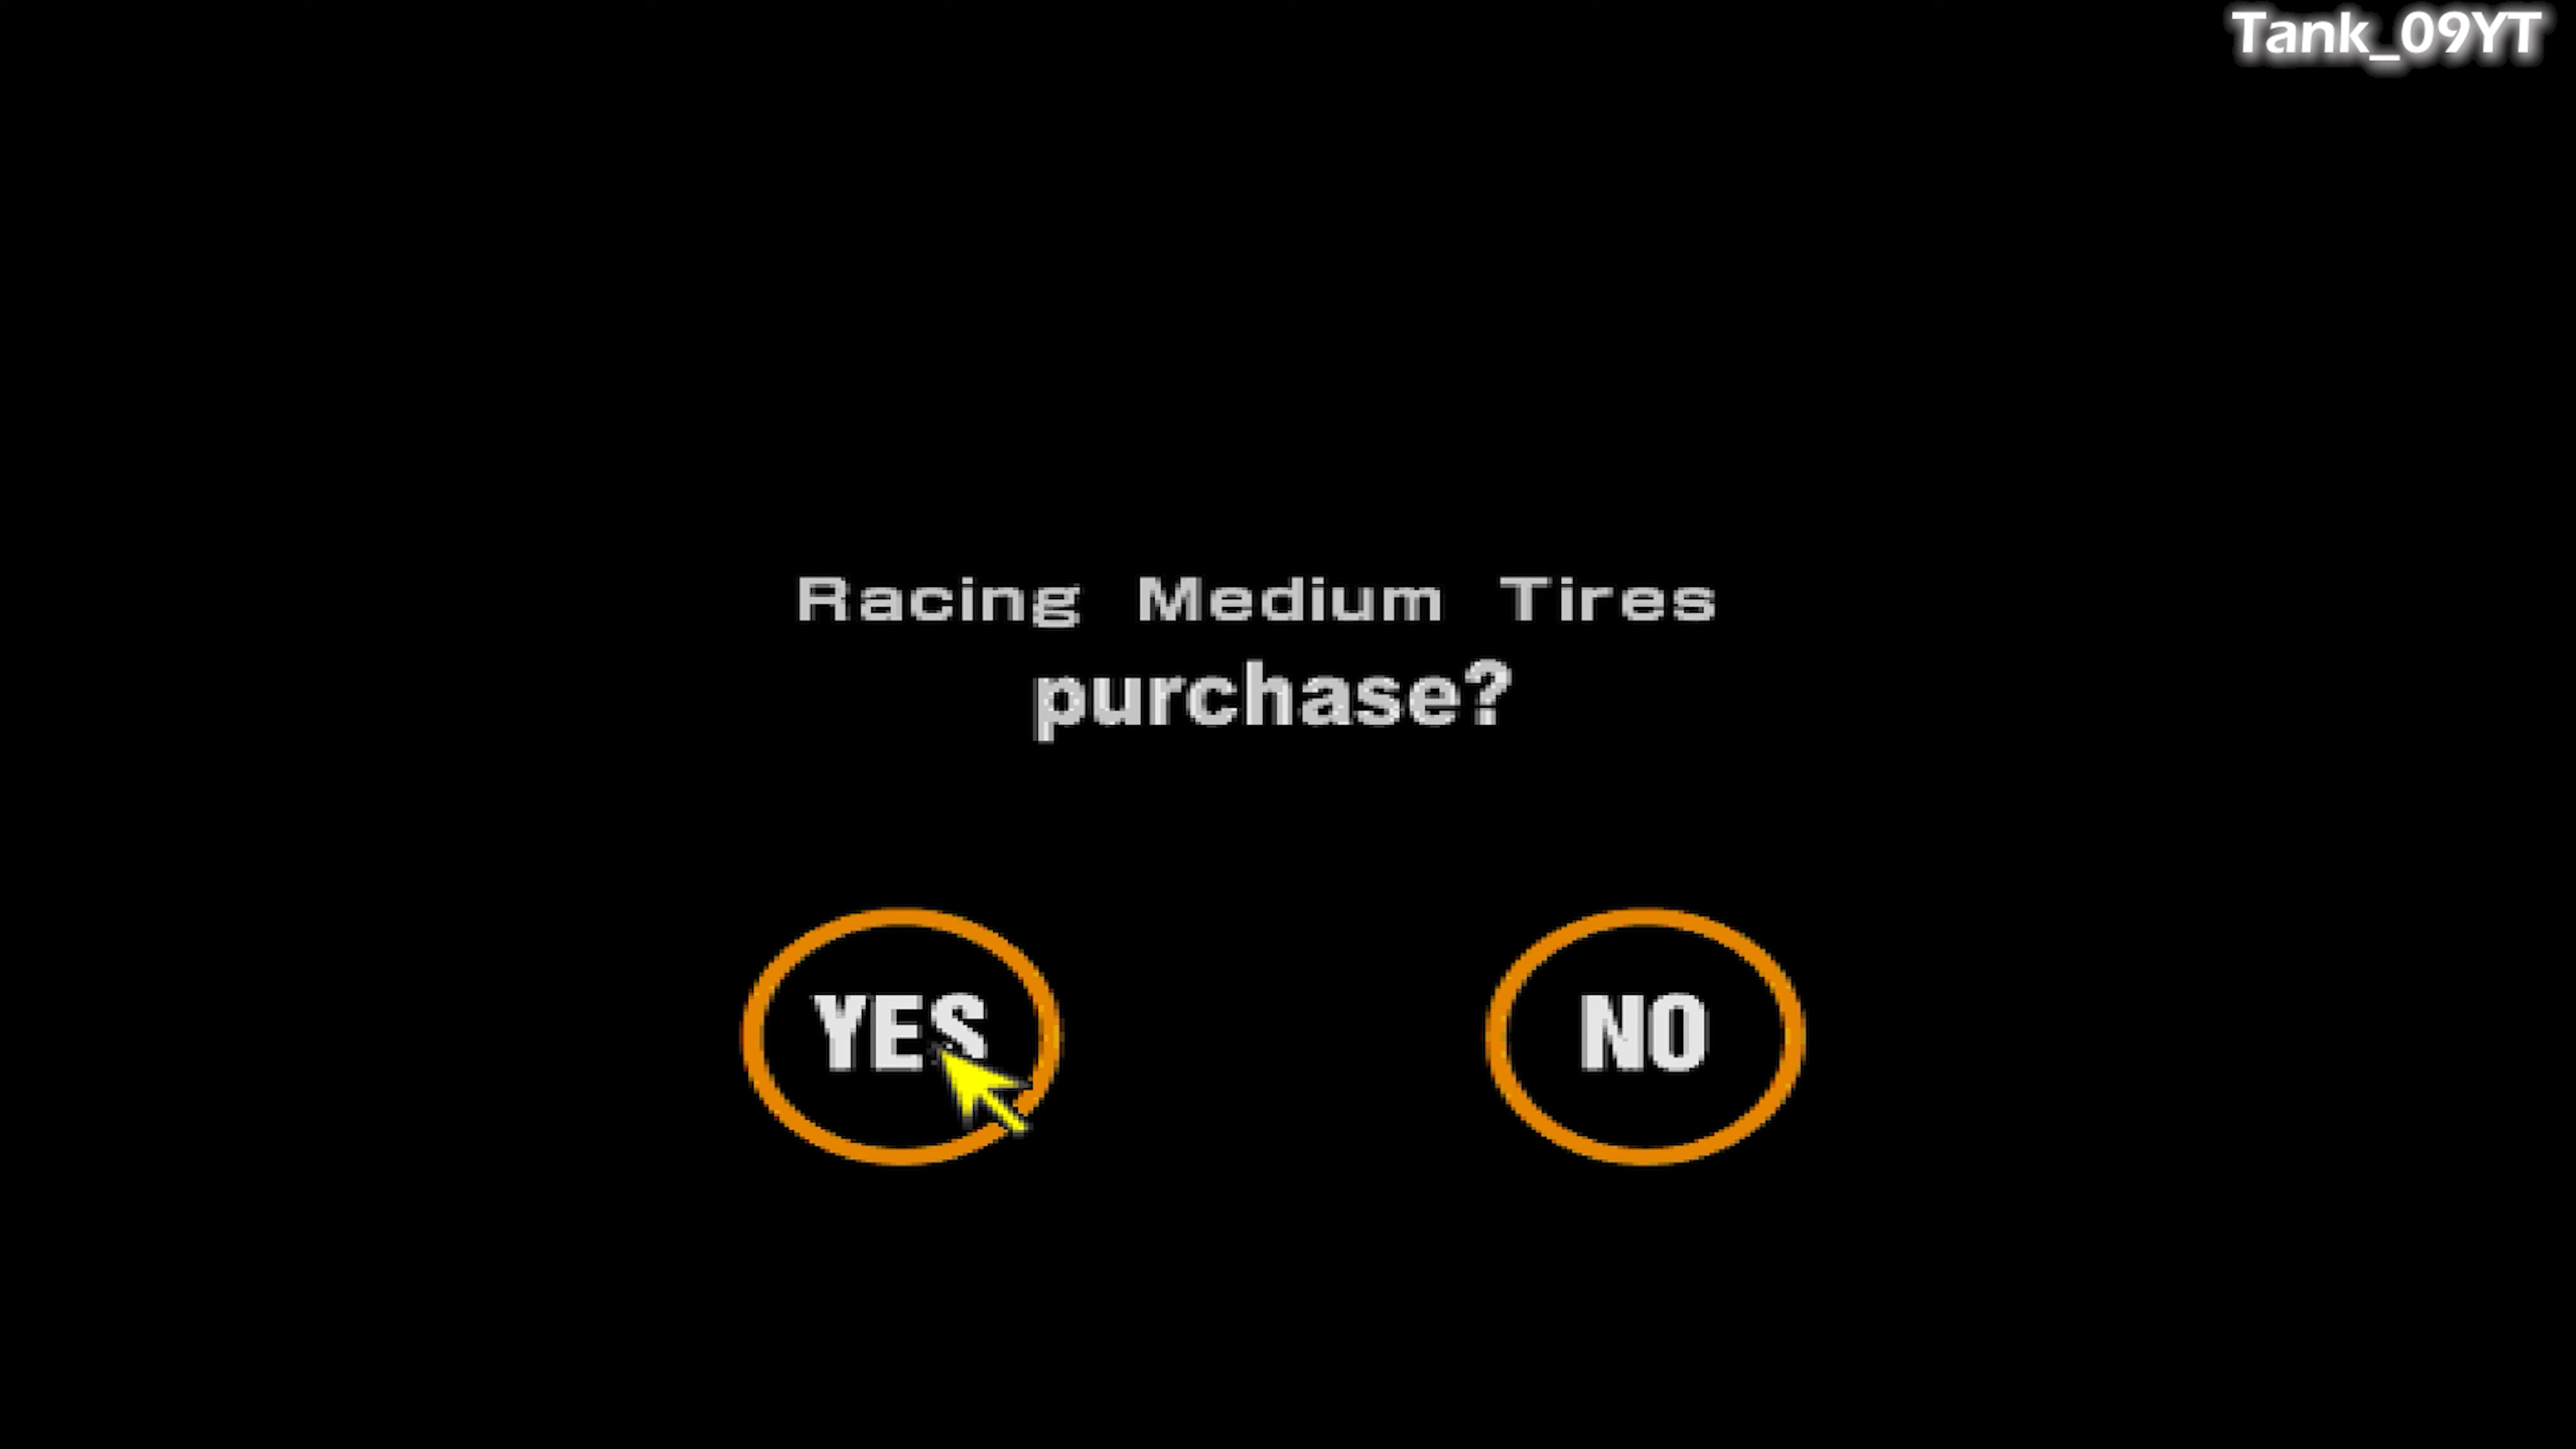 Tank_09YT
Racing Medium Tires
purchase?
YES NO